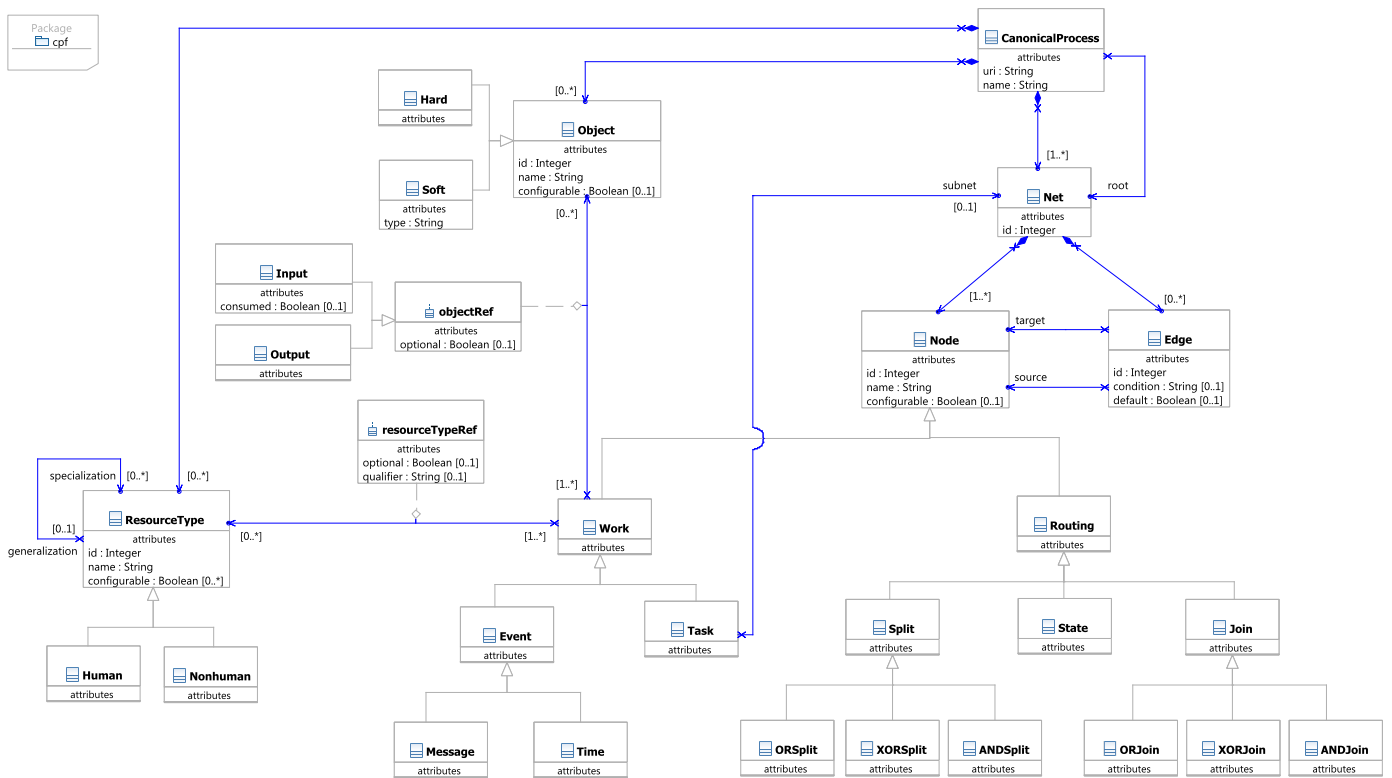 Package
cpf
CanonicalProcess
attributes
uri : String
name : String
[0..*]
Hard
attributes
Object
attributes
id : Integer
name : String
configurable : Boolean [0..1]
[0..*]
Soft
attributes
type : String
[1..*]
subnet
[0..1]
Net
attributes
id : Integer
root
Input
attributes
consumed : Boolean [0..1]
objectRef
attributes
optional : Boolean [0..1]
Output
attributes
[1..*]
[0..*]
Node
attributes
id : Integer
name : String
configurable : Boolean [0..1]
target
source
Edge
attributes
id : Integer
condition : String [0..1]
default : Boolean [0..1]
resourceTypeRef
attributes
optional : Boolean [0..1]
qualifier : String [0..1]
specialization
[0..*]
[0..*]
[0..1]
generalization
ResourceType
attributes
id : Integer
name : String
configurable : Boolean [0..*]
[0..*]
[1..*]
[1..*]
Work
attributes
Routing
attributes
Human
attributes
Nonhuman
attributes
Event
attributes
Task
attributes
Split
attributes
State
attributes
Join
attributes
Message
attributes
Time
attributes
ORSplit
attributes
XORSplit
attributes
ANDSplit
attributes
ORJoin
attributes
XORJoin
attributes
ANDJoin
attributes